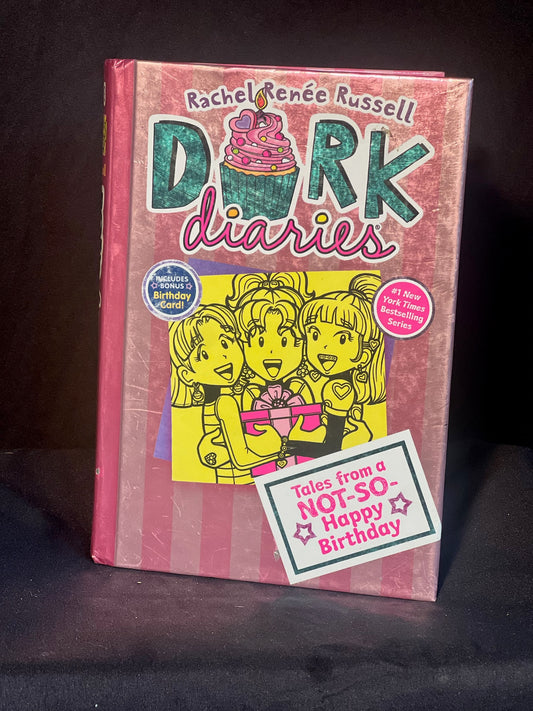 Rachel Renée Russell
DORK
diaries
INCLUDES
BONUS
Birthday
Card!
#1 New
York Times
Bestselling
Series
Tales from a
NOT-SO-
Happy
Birthday